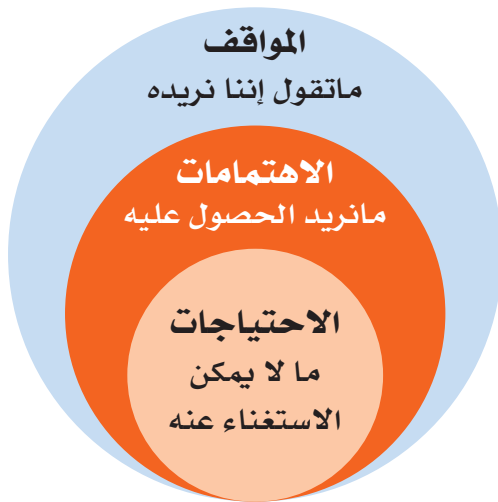 المواقف
ماتقول إننا نريده
الاهتمامات
مانريد الحصول عليه
الاحتياجات
ما لا يمكن
الاستغناء عنه